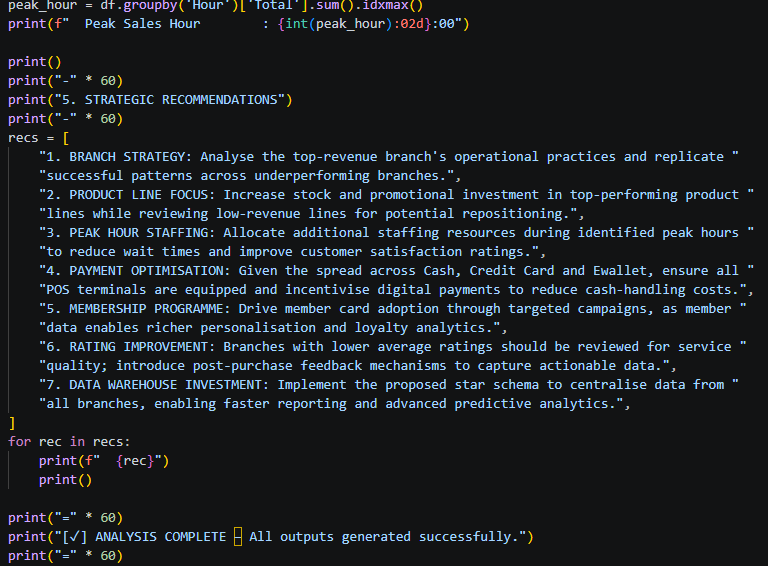 peak_hour = df.groupby('Hour')['Total'].sum().idxmax()
print(f"  Peak Sales Hour        : {int(peak_hour):02d}:00")
print()
print("-" * 60)
print("5. STRATEGIC RECOMMENDATIONS")
print("-" * 60)
recs = [
    "1. BRANCH STRATEGY: Analyse the top-revenue branch's operational practices and replicate "
    "successful patterns across underperforming branches.",
    "2. PRODUCT LINE FOCUS: Increase stock and promotional investment in top-performing product "
    "lines while reviewing low-revenue lines for potential repositioning.",
    "3. PEAK HOUR STAFFING: Allocate additional staffing resources during identified peak hours "
    "to reduce wait times and improve customer satisfaction ratings.",
    "4. PAYMENT OPTIMISATION: Given the spread across Cash, Credit Card and Ewallet, ensure all "
    "POS terminals are equipped and incentivise digital payments to reduce cash-handling costs.",
    "5. MEMBERSHIP PROGRAMME: Drive member card adoption through targeted campaigns, as member "
    "data enables richer personalisation and loyalty analytics.",
    "6. RATING IMPROVEMENT: Branches with lower average ratings should be reviewed for service "
    "quality; introduce post-purchase feedback mechanisms to capture actionable data.",
    "7. DATA WAREHOUSE INVESTMENT: Implement the proposed star schema to centralise data from "
    "all branches, enabling faster reporting and advanced predictive analytics.",
]
for rec in recs:
    print(f"  {rec}")
    print()
print("=" * 60)
print("[✓] ANALYSIS COMPLETE – All outputs generated successfully.")
print("=" * 60)